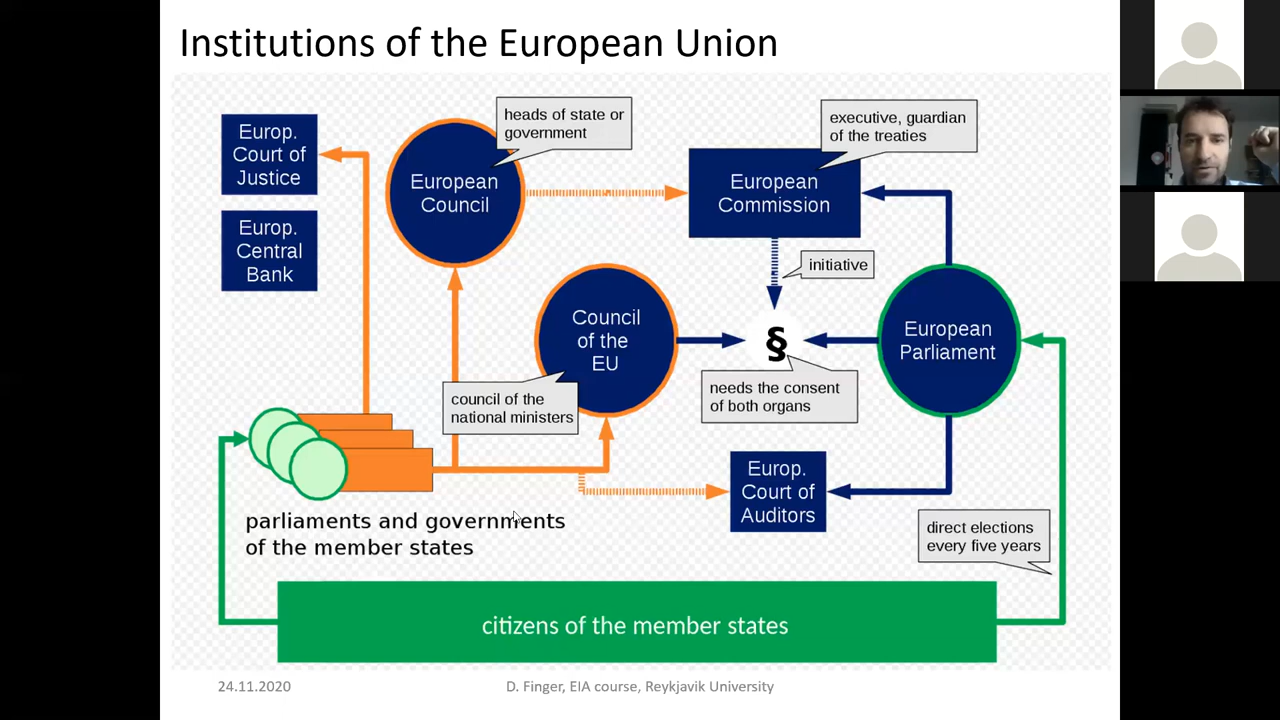 Institutions of the European Union
heads of state or
government
executive, guardian
of the treaties
Europ.
Court of
Justice
European
Council
European
Commission
Europ.
Central
Bank
initiative
Council
of the
EU
§
European
Parliament
council of the
national ministers
needs the consent
of both organs
Europ.
Court of
Auditors
parliaments and governments
of the member states
direct elections
every five years
citizens of the member states
24.11.2020
D. Finger, EIA course, Reykjavik University